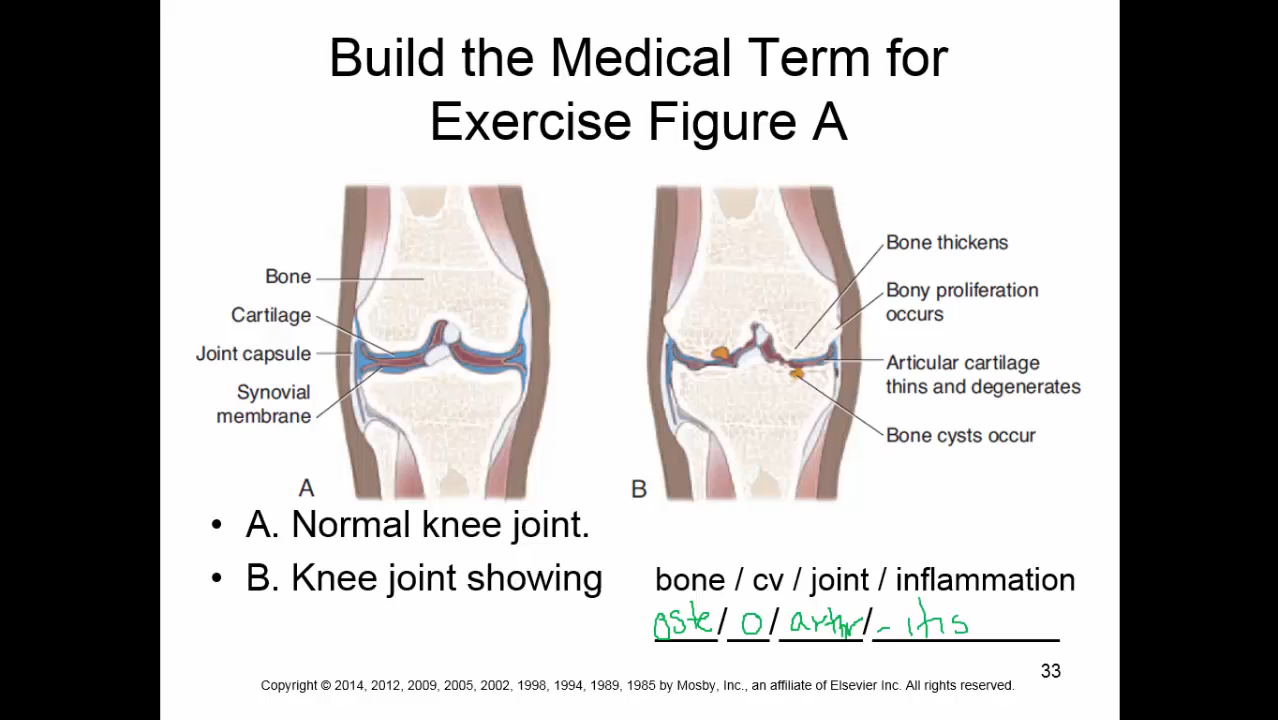 Build the Medical Term for
Exercise Figure A
Bone
Cartilage
Joint capsule
Synovial
membrane
A
Bone thickens
Bony proliferation
occurs
Articular cartilage
thins and degenerates
Bone cysts occur
B
• A. Normal knee joint.
• B. Knee joint showing
bone / cv / joint / inflammation
oste/ o / arthr/ - itis
33
Copyright © 2014, 2012, 2009, 2005, 2002, 1998, 1994, 1989, 1985 by Mosby, Inc., an affiliate of Elsevier Inc. All rights reserved.